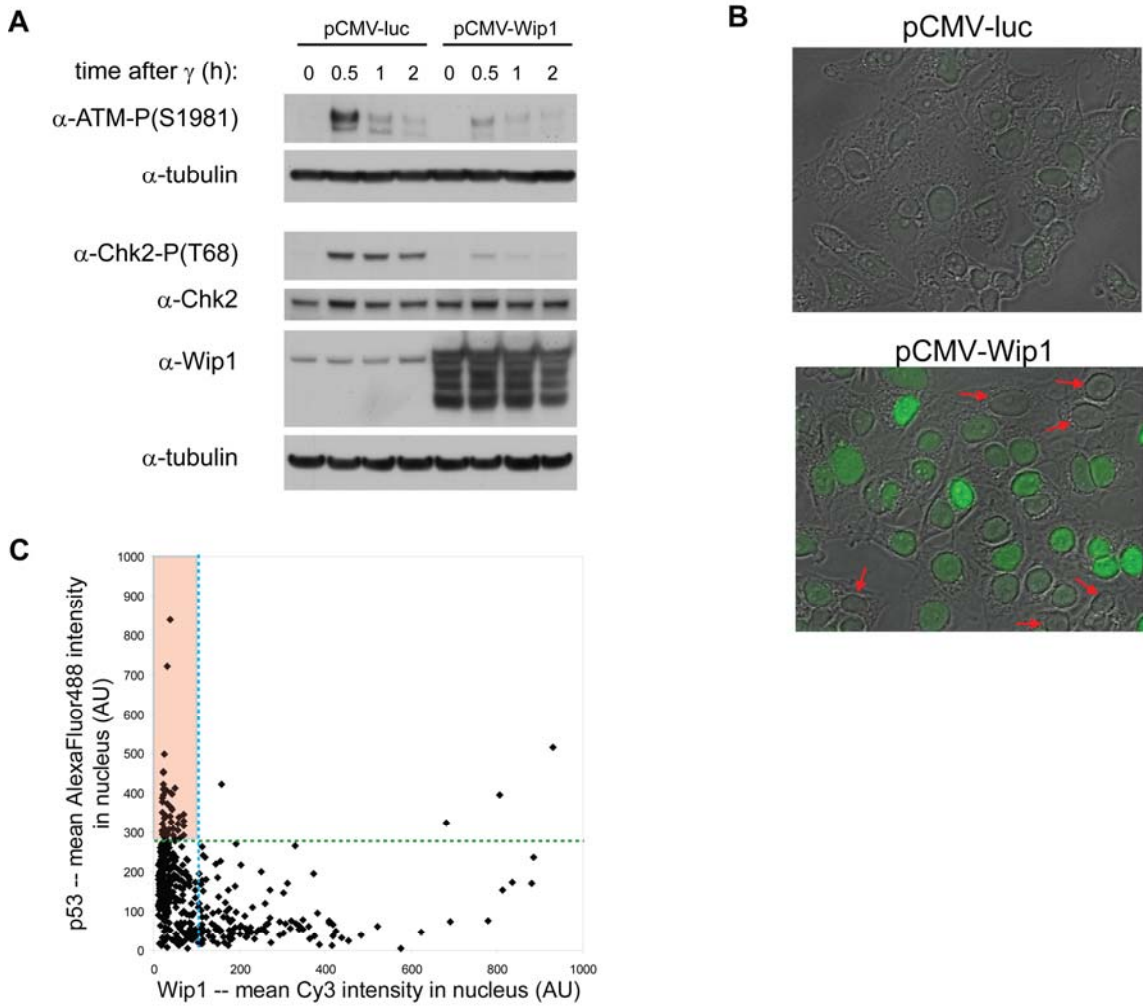 A
pCMV-luc pCMV-Wip1
time after γ (h): 0 0.5 1 2 0 0.5 1 2
α-ATM-P(S1981)
α-tubulin
α-Chk2-P(T68)
α-Chk2
α-Wip1
α-tubulin
B
pCMV-luc
pCMV-Wip1
C
p53 -- mean AlexaFluor488 intensity
in nucleus (AU)
1000
900
800
700
600
500
400
300
200
100
0
0 200 400 600 800 1000
Wip1 -- mean Cy3 intensity in nucleus (AU)